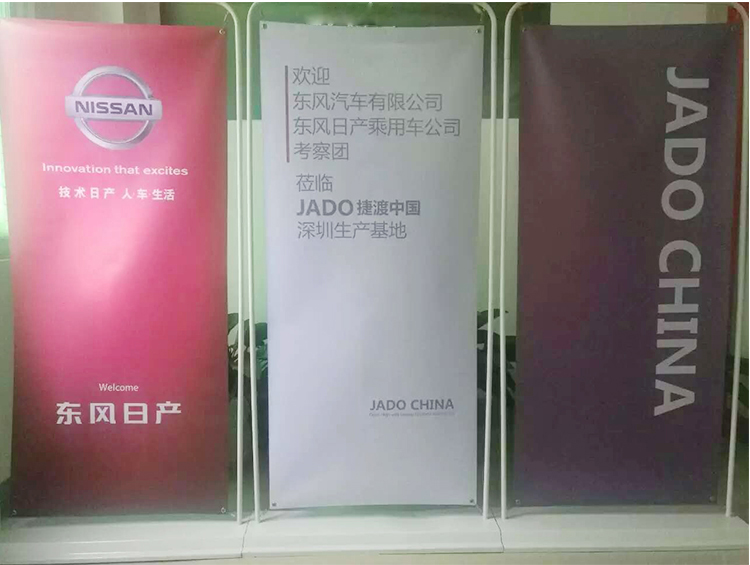 NISSAN
Innovation that excites
技术日产 人·车·生活
Welcome
东风日产
欢迎
东风汽车有限公司
东风日产乘用车公司
考察团
莅临
JADO 捷渡中国
深圳生产基地
JADO CHINA
JADO CHINA